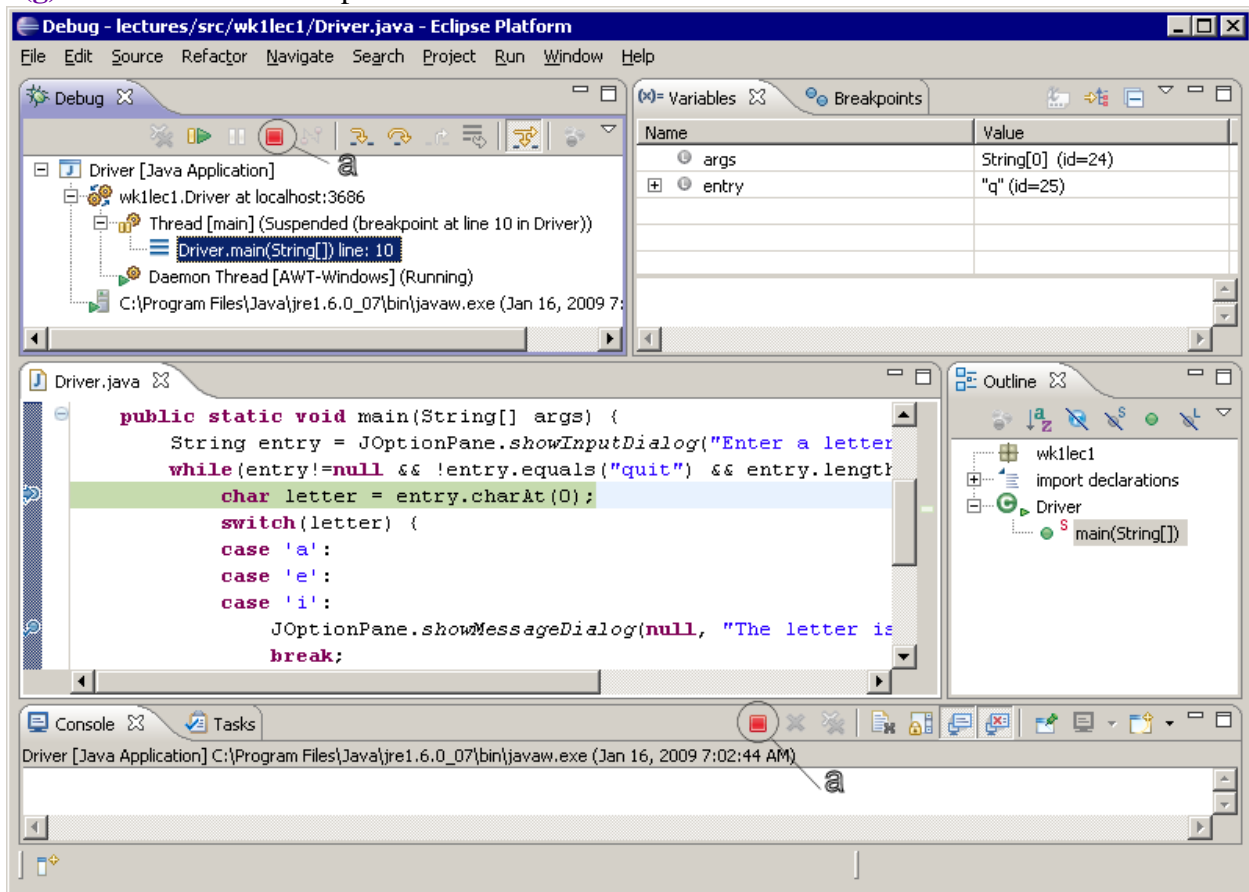 Debug - lectures/src/wk1lec1/Driver.java - Eclipse Platform
File Edit Source Refactor Navigate Search Project Run Window Help
Debug
a
Driver [Java Application]
wk1lec1.Driver at localhost:3686
Thread [main] (Suspended (breakpoint at line 10 in Driver))
Driver.main(String[]) line: 10
Daemon Thread [AWT-Windows] (Running)
C:\Program Files\Java\jre1.6.0_07\bin\javaw.exe (Jan 16, 2009 7:
(x)= Variables Breakpoints
Name Value
args String[0] (id=24)
entry "q" (id=25)
Driver.java
public static void main(String[] args) {
String entry = JOptionPane.showInputDialog("Enter a letter
while(entry!=null && !entry.equals("quit") && entry.length
char letter = entry.charAt(0);
switch(letter) {
case 'a':
case 'e':
case 'i':
JOptionPane.showMessageDialog(null, "The letter is
break;
Outline
wk1lec1
import declarations
Driver
main(String[])
Console Tasks
Driver [Java Application] C:\Program Files\Java\jre1.6.0_07\bin\javaw.exe (Jan 16, 2009 7:02:44 AM)
a